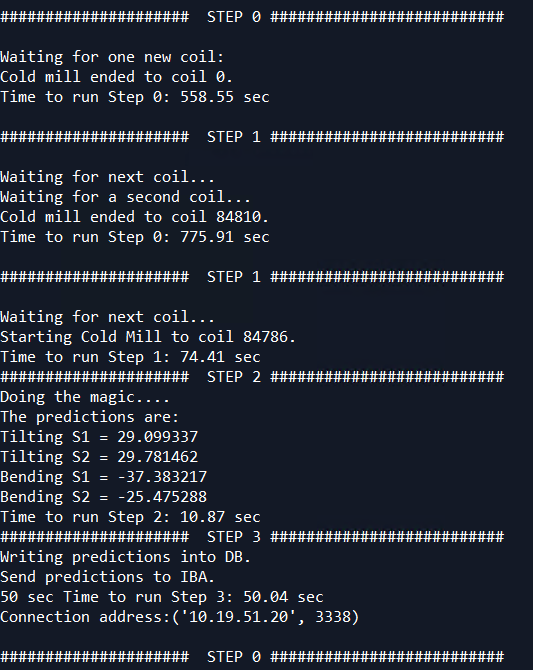 #####################  STEP 0 ##########################
Waiting for one new coil:
Cold mill ended to coil 0.
Time to run Step 0: 558.55 sec
#####################  STEP 1 ##########################
Waiting for next coil...
Waiting for a second coil...
Cold mill ended to coil 84810.
Time to run Step 0: 775.91 sec
#####################  STEP 1 ##########################
Waiting for next coil...
Starting Cold Mill to coil 84786.
Time to run Step 1: 74.41 sec
#####################  STEP 2 ##########################
Doing the magic....
The predictions are:
Tilting S1 = 29.099337
Tilting S2 = 29.781462
Bending S1 = -37.383217
Bending S2 = -25.475288
Time to run Step 2: 10.87 sec
#####################  STEP 3 ##########################
Writing predictions into DB.
Send predictions to IBA.
50 sec Time to run Step 3: 50.04 sec
Connection address:('10.19.51.20', 3338)
#####################  STEP 0 ##########################